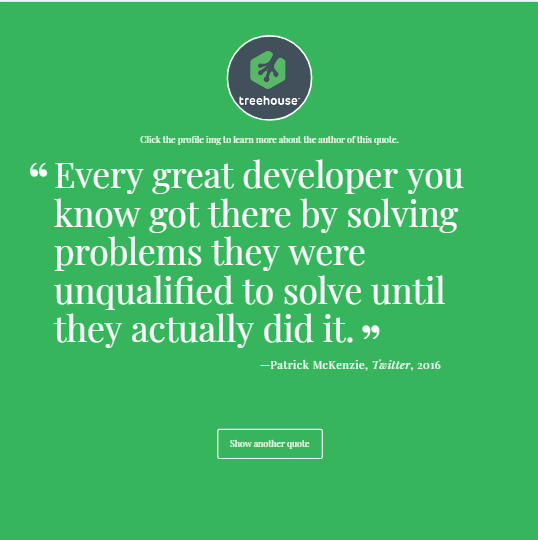 treehouse
Click the profile img to learn more about the author of this quote.
“ Every great developer you
know got there by solving
problems they were
unqualified to solve until
they actually did it. ”
—Patrick McKenzie, Twitter, 2016
Show another quote